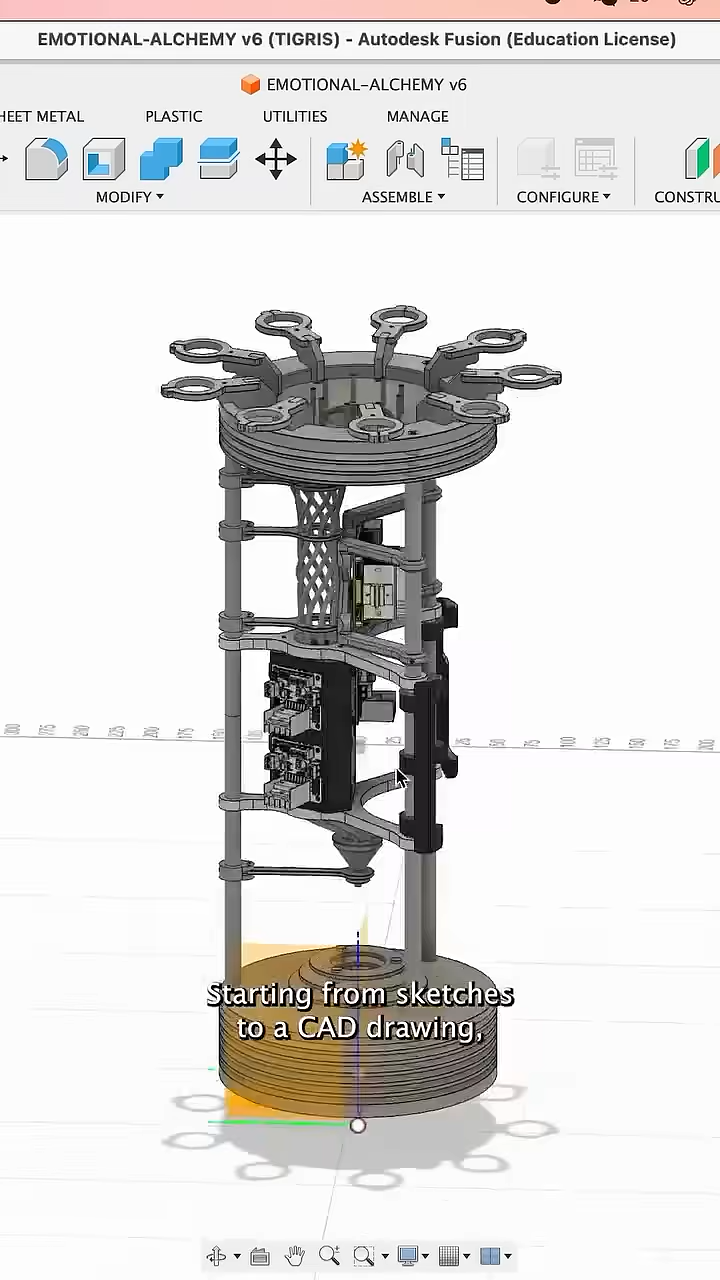 EMOTIONAL-ALCHEMY v6 (TIGRIS) - Autodesk Fusion (Education License)
EMOTIONAL-ALCHEMY v6
HEET METAL PLASTIC UTILITIES MANAGE
MODIFY ASSEMBLE CONFIGURE CONSTRU
Starting from sketches
to a CAD drawing,